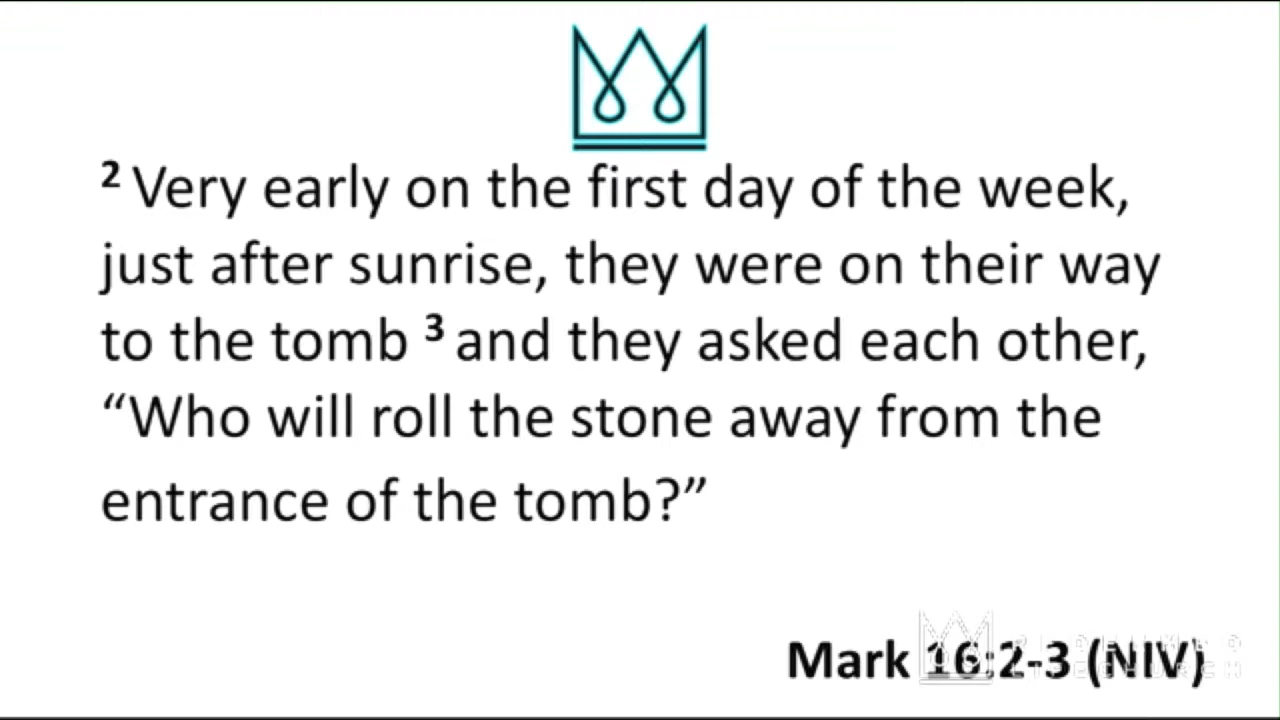 ² Very early on the first day of the week,
just after sunrise, they were on their way
to the tomb ³ and they asked each other,
“Who will roll the stone away from the
entrance of the tomb?”
Mark 16:2-3 (NIV)